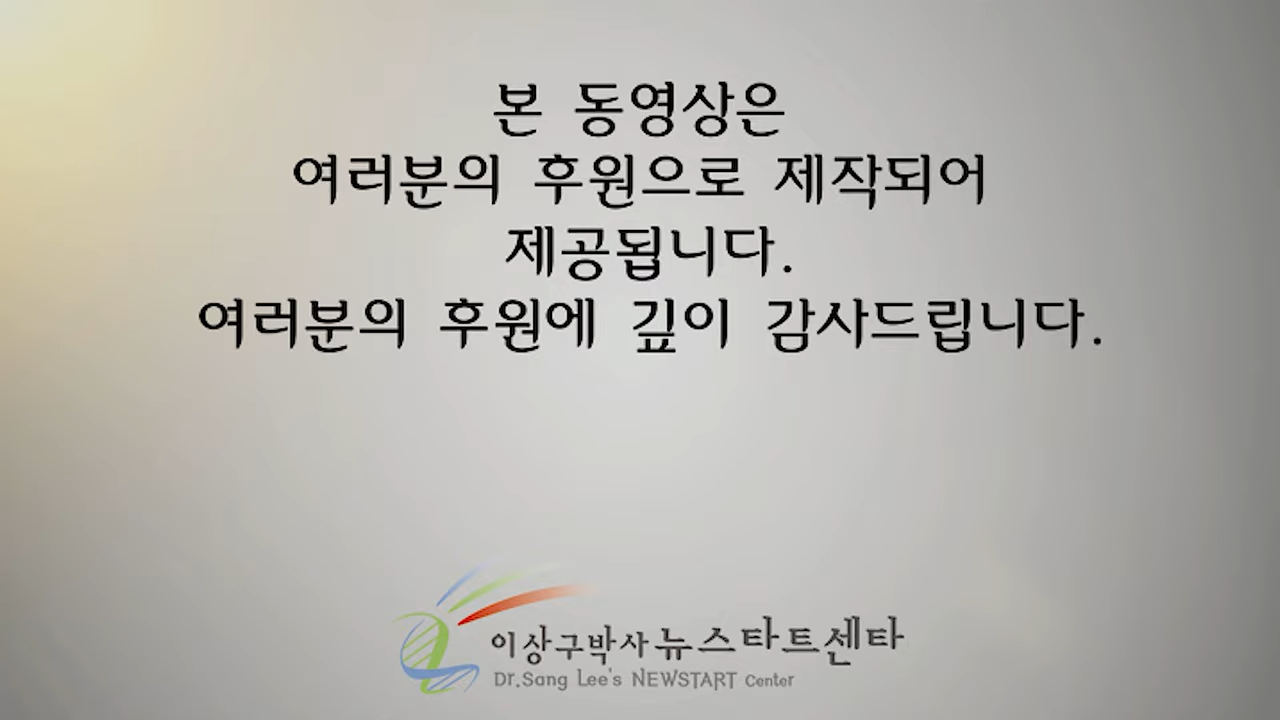 본 동영상은
여러분의 후원으로 제작되어
제공됩니다.
여러분의 후원에 깊이 감사드립니다.
이상구박사 뉴스타트센타
Dr.Sang Lee's NEWSTART Center